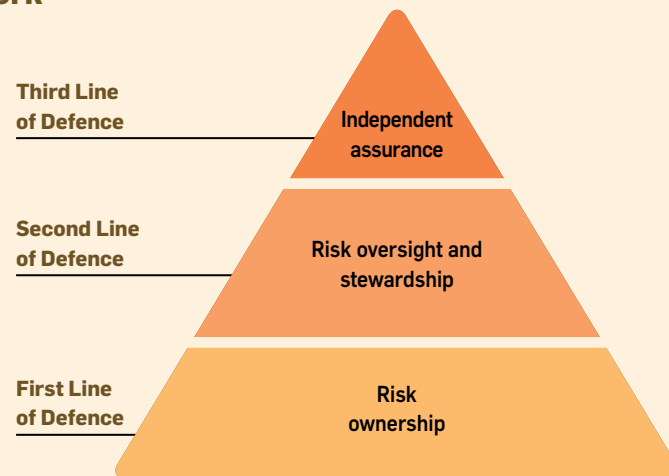 Third Line
of Defence
Independent
assurance
Second Line
of Defence
Risk oversight and
stewardship
First Line
of Defence
Risk
ownership